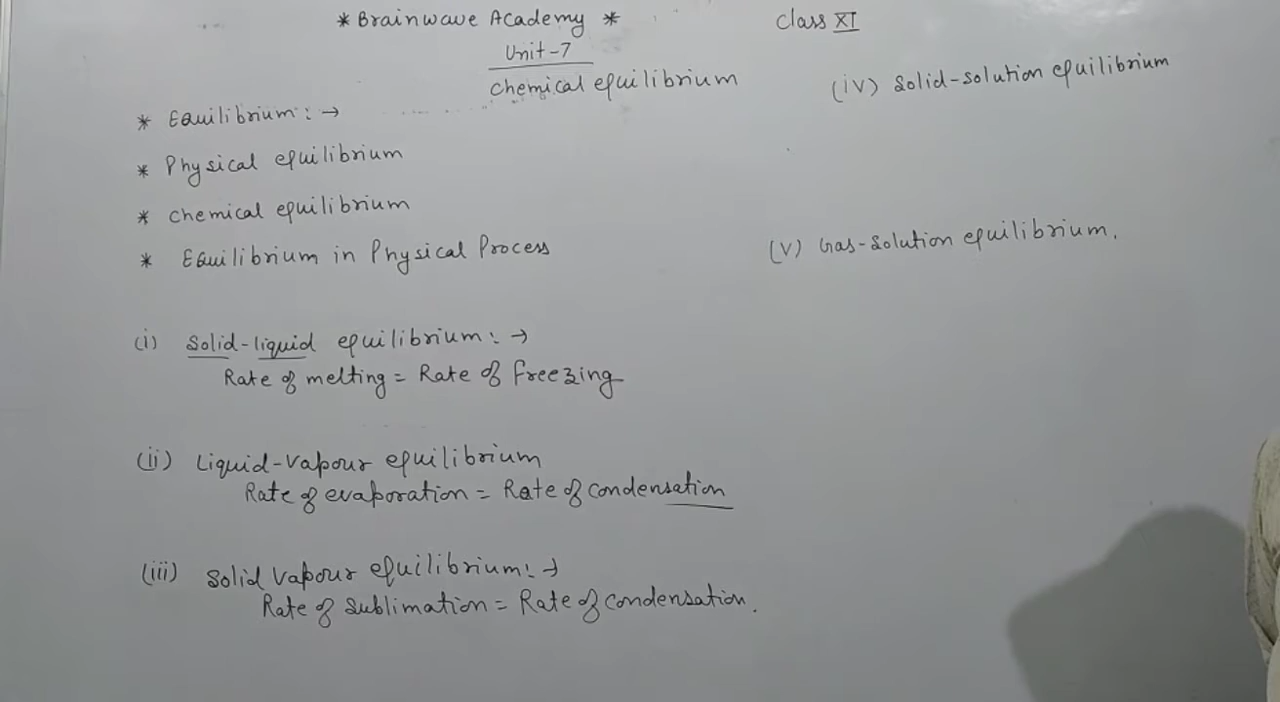 * Brainwave Academy *
Class XI
Unit-7
chemical equilibrium
* Equilibrium : →
* Physical equilibrium
* chemical equilibrium
* Equilibrium in Physical Process
(i) Solid-liquid equilibrium : →
Rate of melting = Rate of freezing
(ii) Liquid-Vapour equilibrium
Rate of evaporation = Rate of condensation
(iii) Solid Vapour equilibrium : →
Rate of sublimation = Rate of condensation.
(iv) Solid-solution equilibrium
(v) Gas-solution equilibrium.